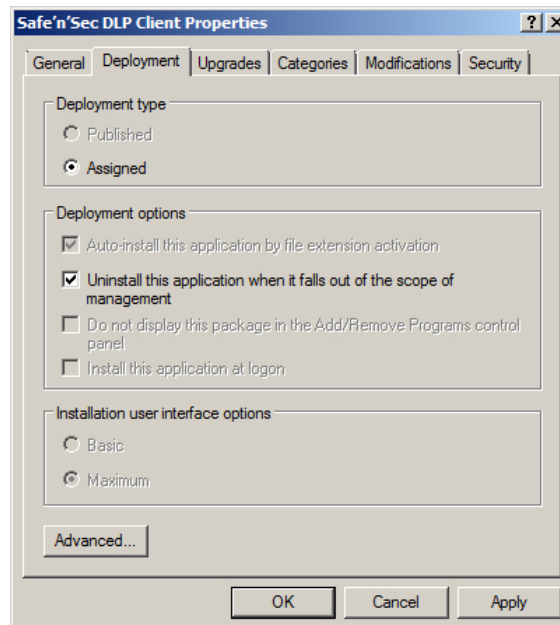 Safe'n'Sec DLP Client Properties
General Deployment Upgrades Categories Modifications Security
Deployment type
Published
Assigned
Deployment options
Auto-install this application by file extension activation
Uninstall this application when it falls out of the scope of
management
Do not display this package in the Add/Remove Programs control
panel
Install this application at logon
Installation user interface options
Basic
Maximum
Advanced...
OK Cancel Apply